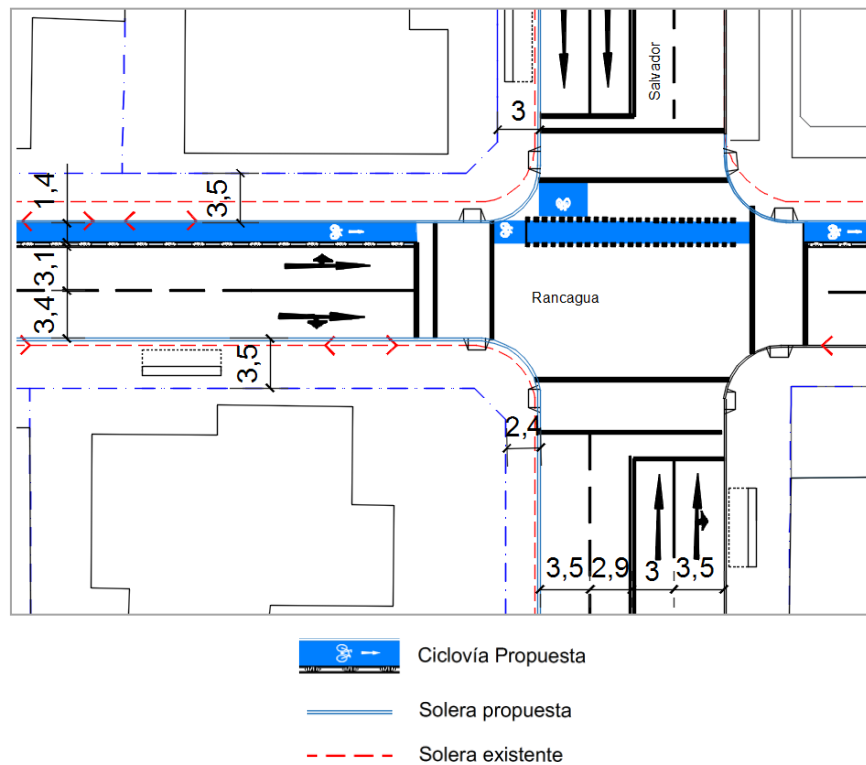 Salvador
3
3,5
1,4
3,1
3,4
Rancagua
3,5
2,4
3,5
2,9
3
3,5
Ciclovía Propuesta
Solera propuesta
Solera existente